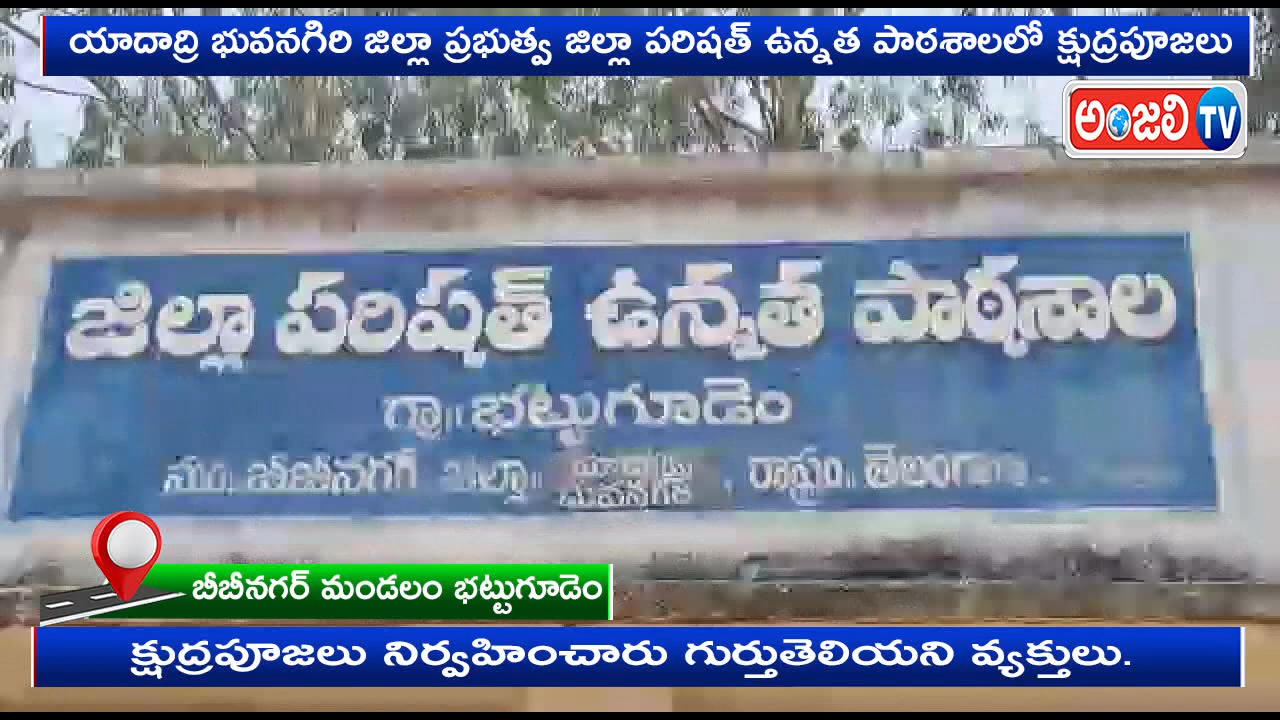 యాదాద్రి భువనగిరి జిల్లా ప్రభుత్వ జిల్లా పరిషత్ ఉన్నత పాఠశాలలో క్షుద్రపూజలు
అంజలి TV
జిల్లా పరిషత్ ఉన్నత పాఠశాల
గ్రా॥ భట్టుగూడెం
మం. బీబీనగర్ జిల్లా॥ , రాష్ట్రం॥ తెలంగాణ.
బీబీనగర్ మండలం భట్టుగూడెం
క్షుద్రపూజలు నిర్వహించారు గుర్తుతెలియని వ్యక్తులు.